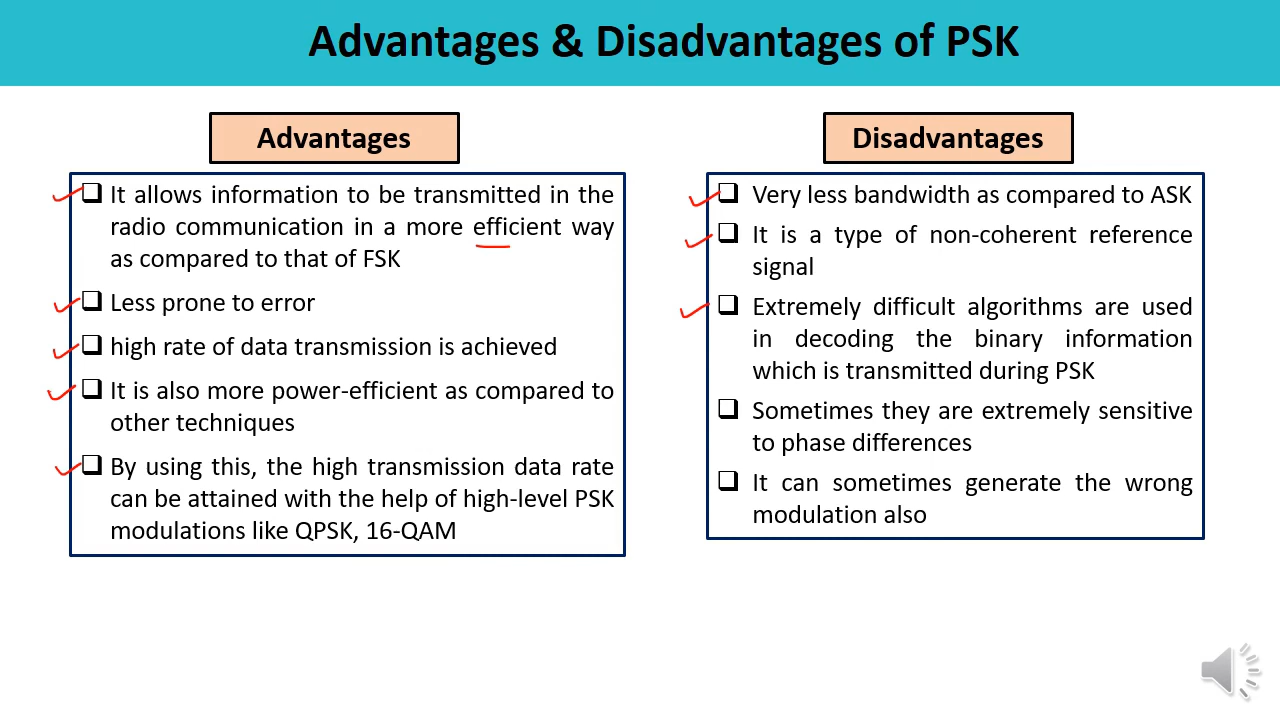 Advantages & Disadvantages of PSK
Advantages
It allows information to be transmitted in the
radio communication in a more efficient way
as compared to that of FSK
Less prone to error
high rate of data transmission is achieved
It is also more power-efficient as compared to
other techniques
By using this, the high transmission data rate
can be attained with the help of high-level PSK
modulations like QPSK, 16-QAM
Disadvantages
Very less bandwidth as compared to ASK
It is a type of non-coherent reference
signal
Extremely difficult algorithms are used
in decoding the binary information
which is transmitted during PSK
Sometimes they are extremely sensitive
to phase differences
It can sometimes generate the wrong
modulation also